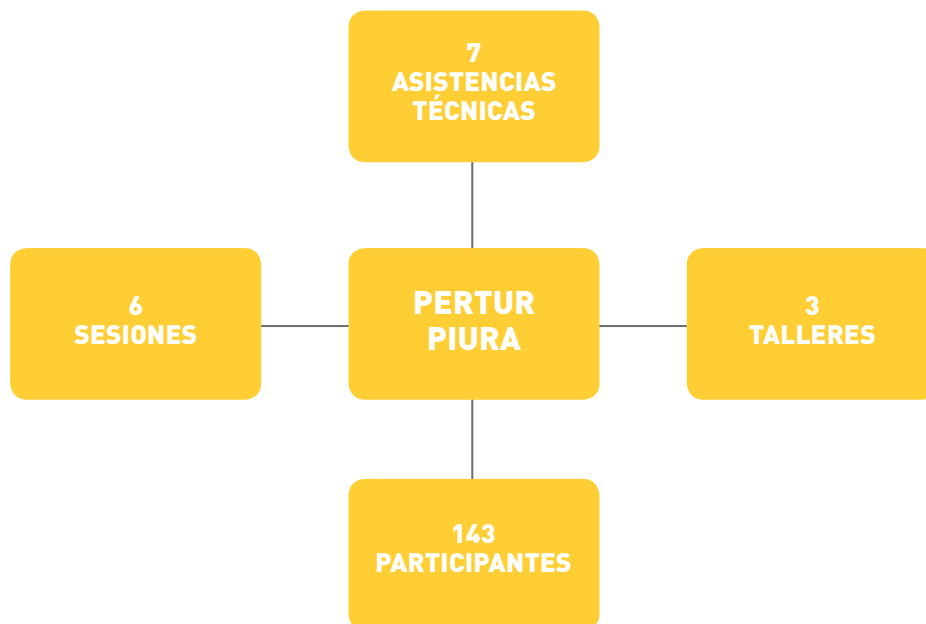 7
ASISTENCIAS
TÉCNICAS
6
SESIONES
PERTUR
PIURA
3
TALLERES
143
PARTICIPANTES